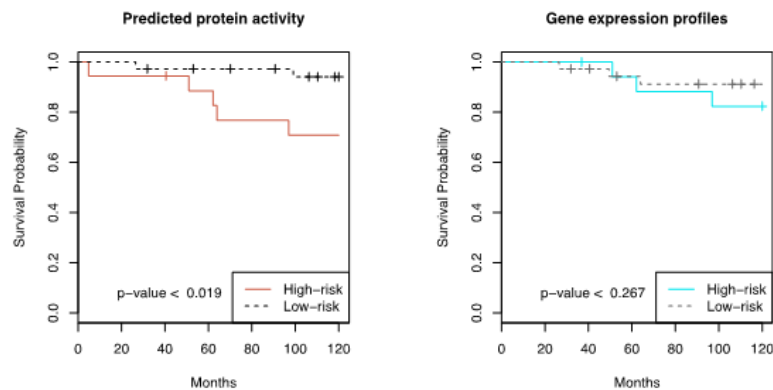 Predicted protein activity
Survival Probability
1.0
0.8
0.6
0.4
0.2
0.0
p−value < 0.019
High−risk
Low−risk
0 20 40 60 80 100 120
Months
Gene expression profiles
Survival Probability
1.0
0.8
0.6
0.4
0.2
0.0
p−value < 0.267
High−risk
Low−risk
0 20 40 60 80 100 120
Months